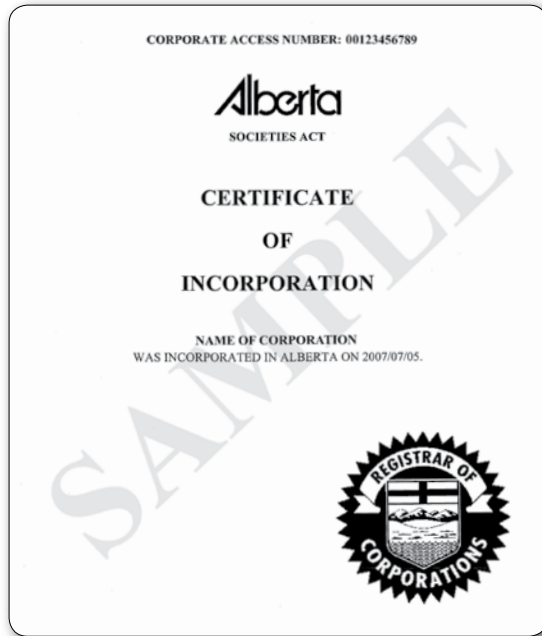 CORPORATE ACCESS NUMBER: 00123456789
Alberta
SOCIETIES ACT
CERTIFICATE
OF
INCORPORATION
NAME OF CORPORATION
WAS INCORPORATED IN ALBERTA ON 2007/07/05.
SAMPLE
REGISTRAR OF
CORPORATIONS